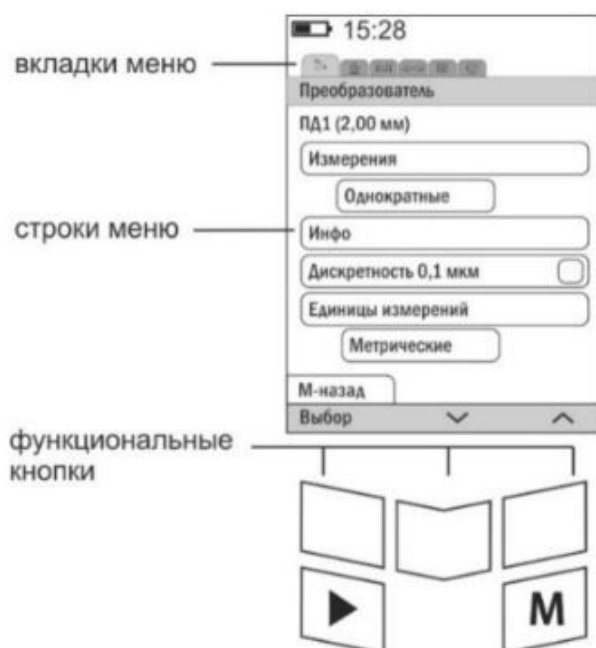 15:28
вкладки меню
Преобразователь
ПД1 (2,00 мм)
Измерения
Однократные
строки меню
Инфо
Дискретность 0,1 мкм
Единицы измерений
Метрические
М-назад
Выбор
функциональные
кнопки
М